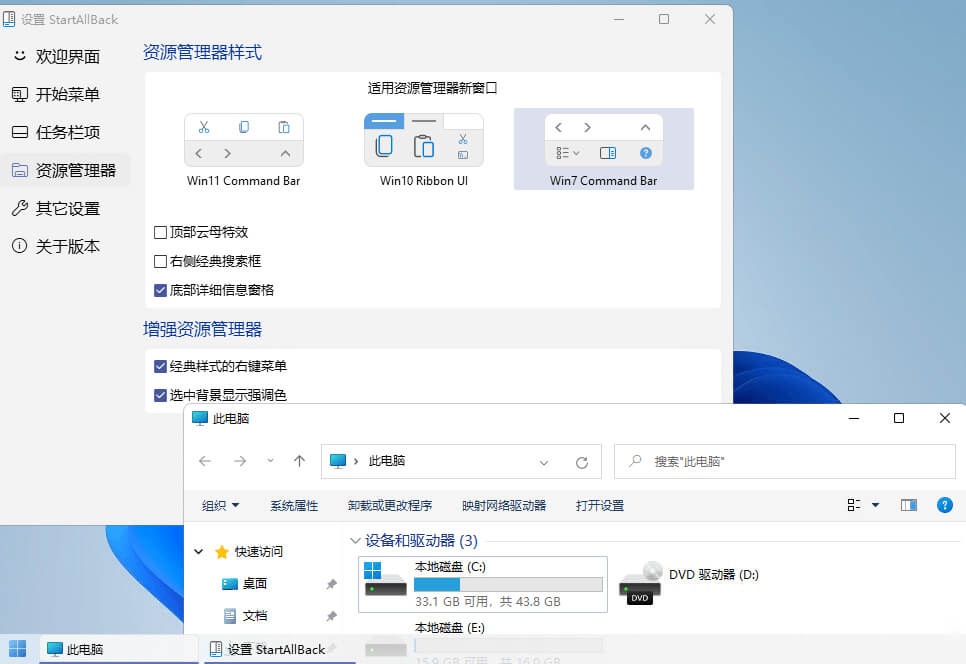 设置 StartAllBack
欢迎界面
开始菜单
任务栏项
资源管理器
其它设置
关于版本
资源管理器样式
适用资源管理器新窗口
Win11 Command Bar
Win10 Ribbon UI
Win7 Command Bar
顶部云母特效
右侧经典搜索框
底部详细信息窗格
增强资源管理器
经典样式的右键菜单
选中背景显示强调色
此电脑
此电脑
搜索"此电脑"
组织 系统属性 卸载或更改程序 映射网络驱动器 打开设置
快速访问
桌面
文档
设备和驱动器 (3)
本地磁盘 (C:)
33.1 GB 可用，共 43.8 GB
DVD 驱动器 (D:)
DVD
本地磁盘 (E:)
15.9 GB 可用，共 16.0 GB
此电脑
设置 StartAllBack